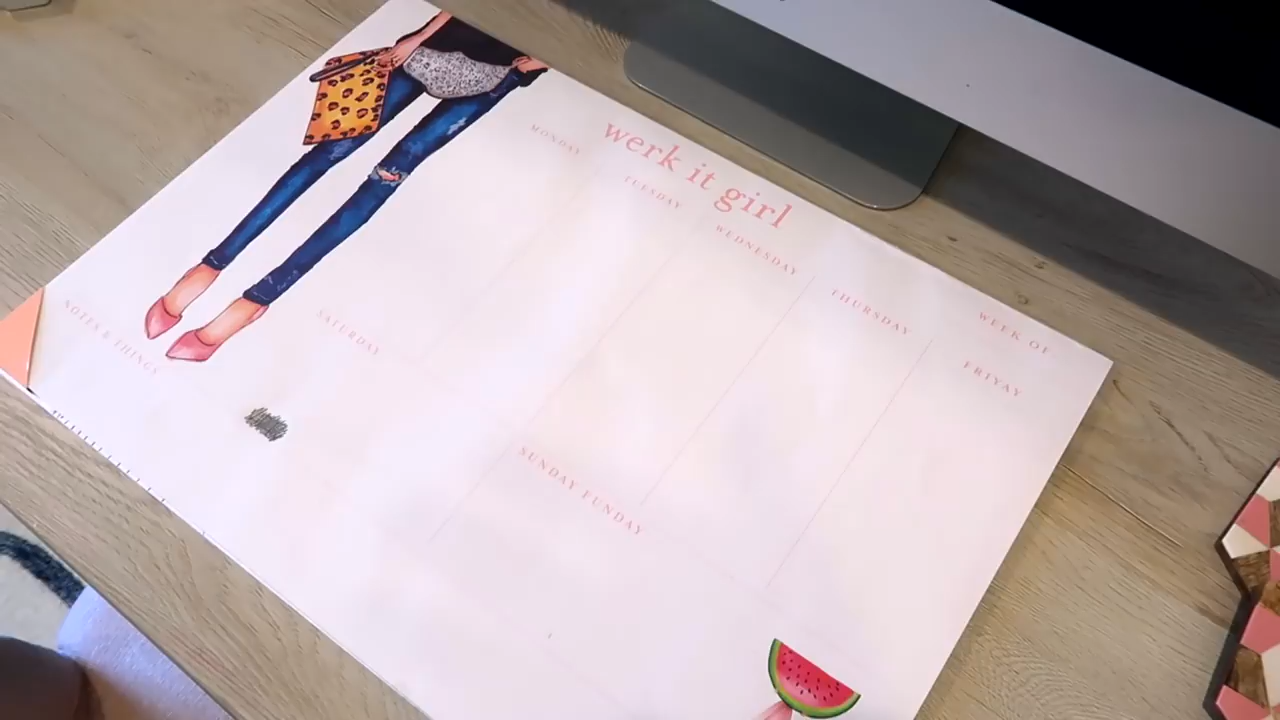 werk it girl
WEEK OF
MONDAY
TUESDAY
WEDNESDAY
THURSDAY
FRIYAY
SATURDAY
SUNDAY FUNDAY
NOTES & THINGS